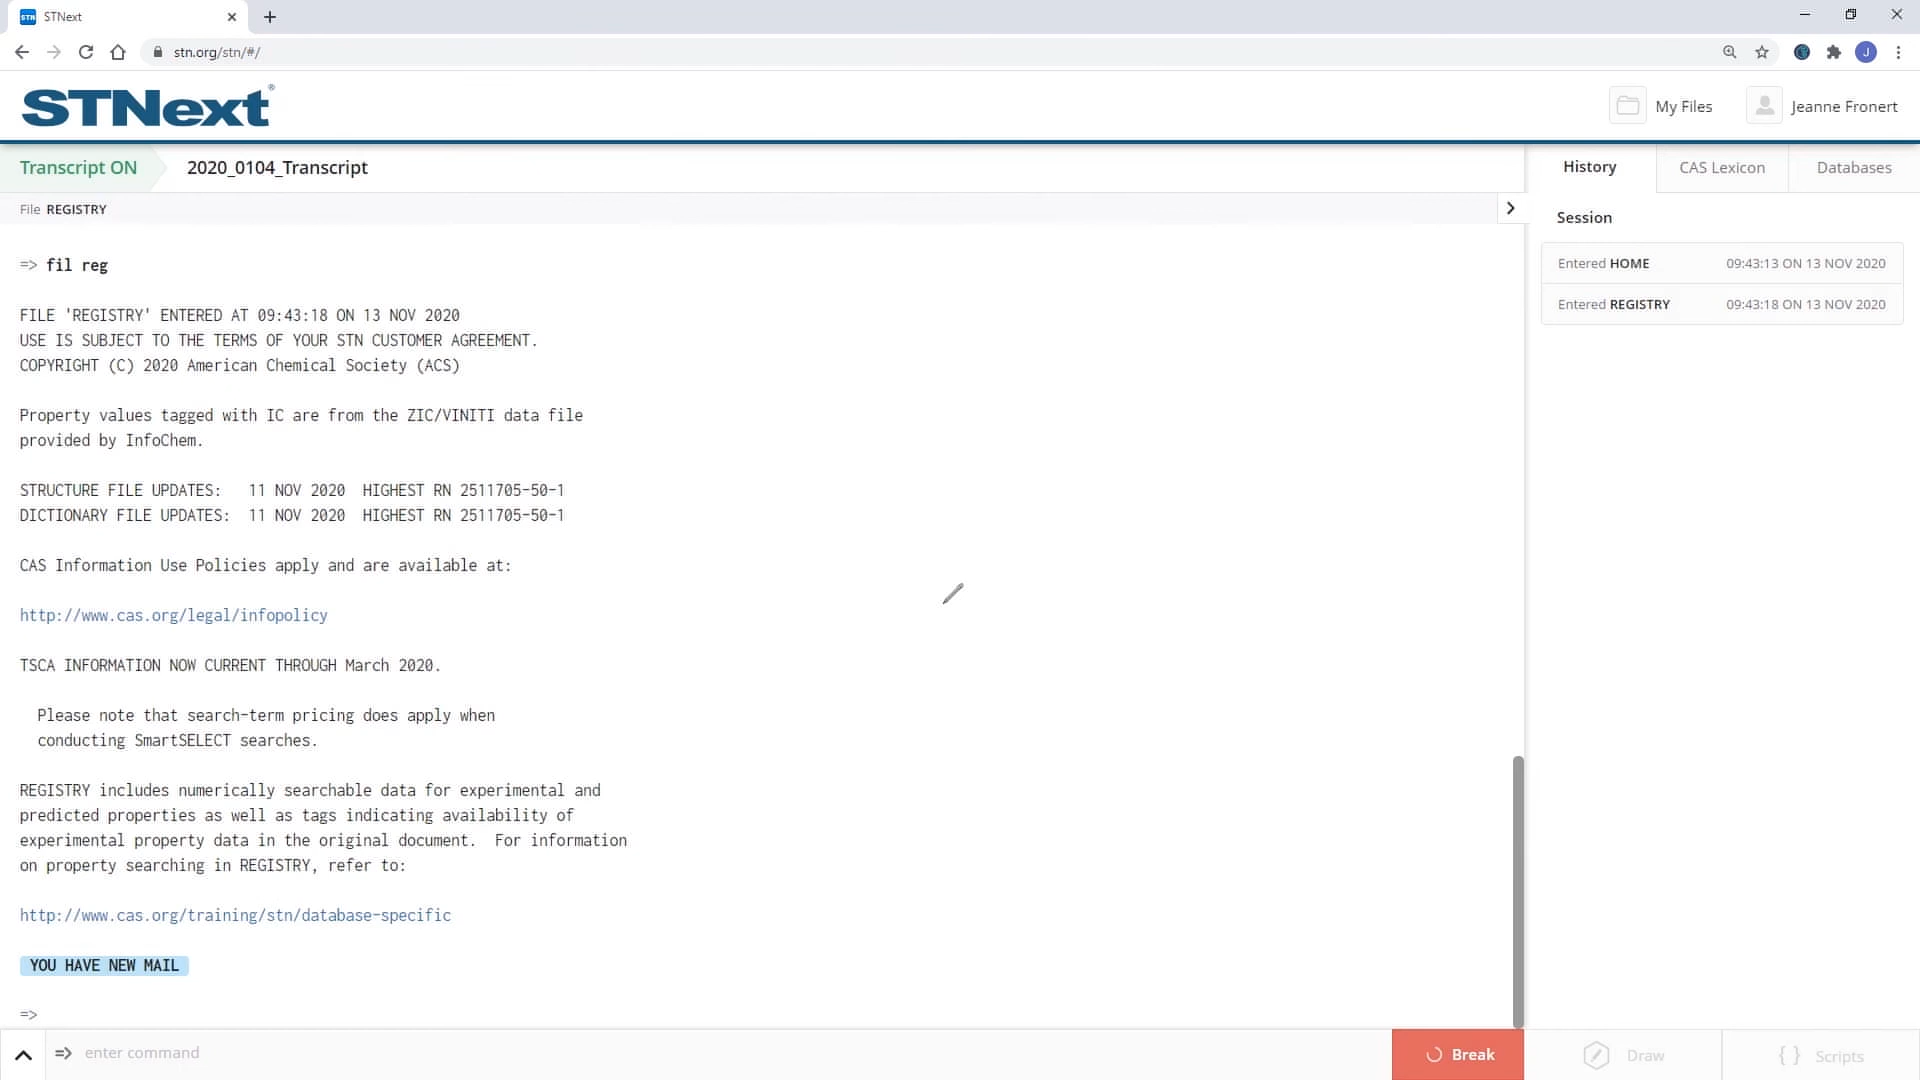 STN STNext
stn.org/stn/#/
J
STNext®
My Files
Jeanne Fronert
Transcript ON
2020_0104_Transcript
History
CAS Lexicon
Databases
File REGISTRY
Session
Entered HOME 09:43:13 ON 13 NOV 2020
Entered REGISTRY 09:43:18 ON 13 NOV 2020
=> fil reg
FILE 'REGISTRY' ENTERED AT 09:43:18 ON 13 NOV 2020
USE IS SUBJECT TO THE TERMS OF YOUR STN CUSTOMER AGREEMENT.
COPYRIGHT (C) 2020 American Chemical Society (ACS)
Property values tagged with IC are from the ZIC/VINITI data file
provided by InfoChem.
STRUCTURE FILE UPDATES: 11 NOV 2020 HIGHEST RN 2511705-50-1
DICTIONARY FILE UPDATES: 11 NOV 2020 HIGHEST RN 2511705-50-1
CAS Information Use Policies apply and are available at:
http://www.cas.org/legal/infopolicy
TSCA INFORMATION NOW CURRENT THROUGH March 2020.
Please note that search-term pricing does apply when
conducting SmartSELECT searches.
REGISTRY includes numerically searchable data for experimental and
predicted properties as well as tags indicating availability of
experimental property data in the original document. For information
on property searching in REGISTRY, refer to:
http://www.cas.org/training/stn/database-specific
YOU HAVE NEW MAIL
=>
=> enter command
Break
Draw
{ } Scripts